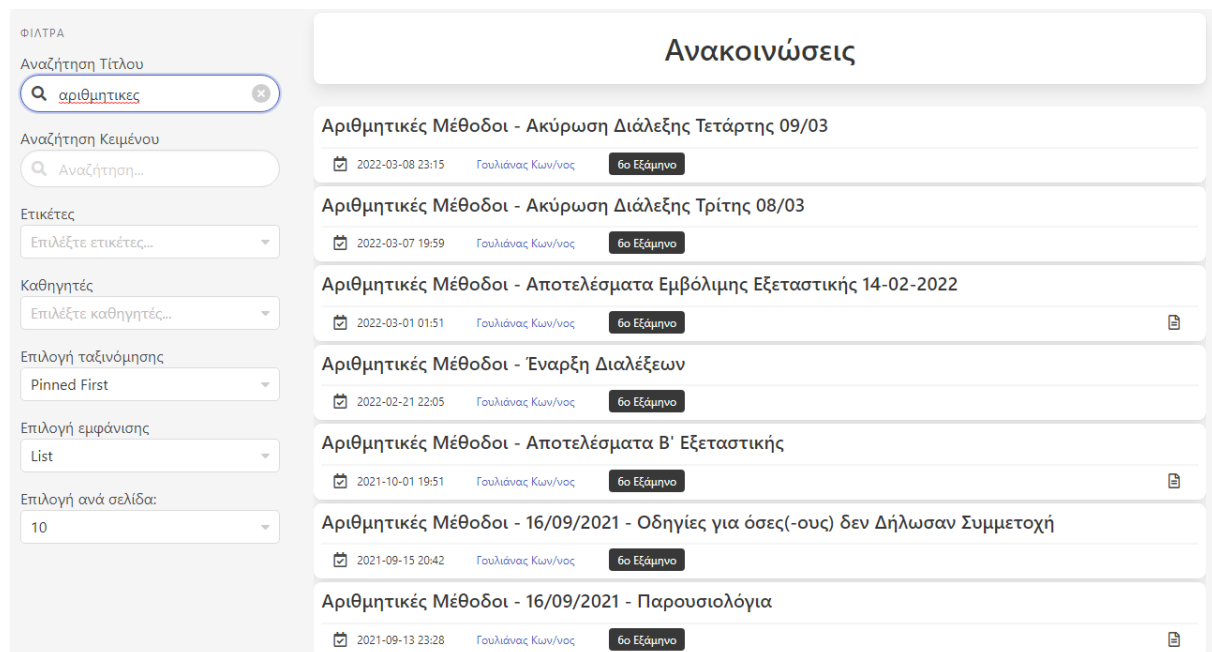 ΦΙΛΤΡΑ
Αναζήτηση Τίτλου
αριθμητικες
Αναζήτηση Κειμένου
Αναζήτηση...
Ετικέτες
Επιλέξτε ετικέτες...
Καθηγητές
Επιλέξτε καθηγητές...
Επιλογή ταξινόμησης
Pinned First
Επιλογή εμφάνισης
List
Επιλογή ανά σελίδα:
10
Ανακοινώσεις
Αριθμητικές Μέθοδοι - Ακύρωση Διάλεξης Τετάρτης 09/03
2022-03-08 23:15 Γουλιάνας Κων/νος 6ο Εξάμηνο
Αριθμητικές Μέθοδοι - Ακύρωση Διάλεξης Τρίτης 08/03
2022-03-07 19:59 Γουλιάνας Κων/νος 6ο Εξάμηνο
Αριθμητικές Μέθοδοι - Αποτελέσματα Εμβόλιμης Εξεταστικής 14-02-2022
2022-03-01 01:51 Γουλιάνας Κων/νος 6ο Εξάμηνο
Αριθμητικές Μέθοδοι - Έναρξη Διαλέξεων
2022-02-21 22:05 Γουλιάνας Κων/νος 6ο Εξάμηνο
Αριθμητικές Μέθοδοι - Αποτελέσματα Β' Εξεταστικής
2021-10-01 19:51 Γουλιάνας Κων/νος 6ο Εξάμηνο
Αριθμητικές Μέθοδοι - 16/09/2021 - Οδηγίες για όσες(-ους) δεν Δήλωσαν Συμμετοχή
2021-09-15 20:42 Γουλιάνας Κων/νος 6ο Εξάμηνο
Αριθμητικές Μέθοδοι - 16/09/2021 - Παρουσιολόγια
2021-09-13 23:28 Γουλιάνας Κων/νος 6ο Εξάμηνο